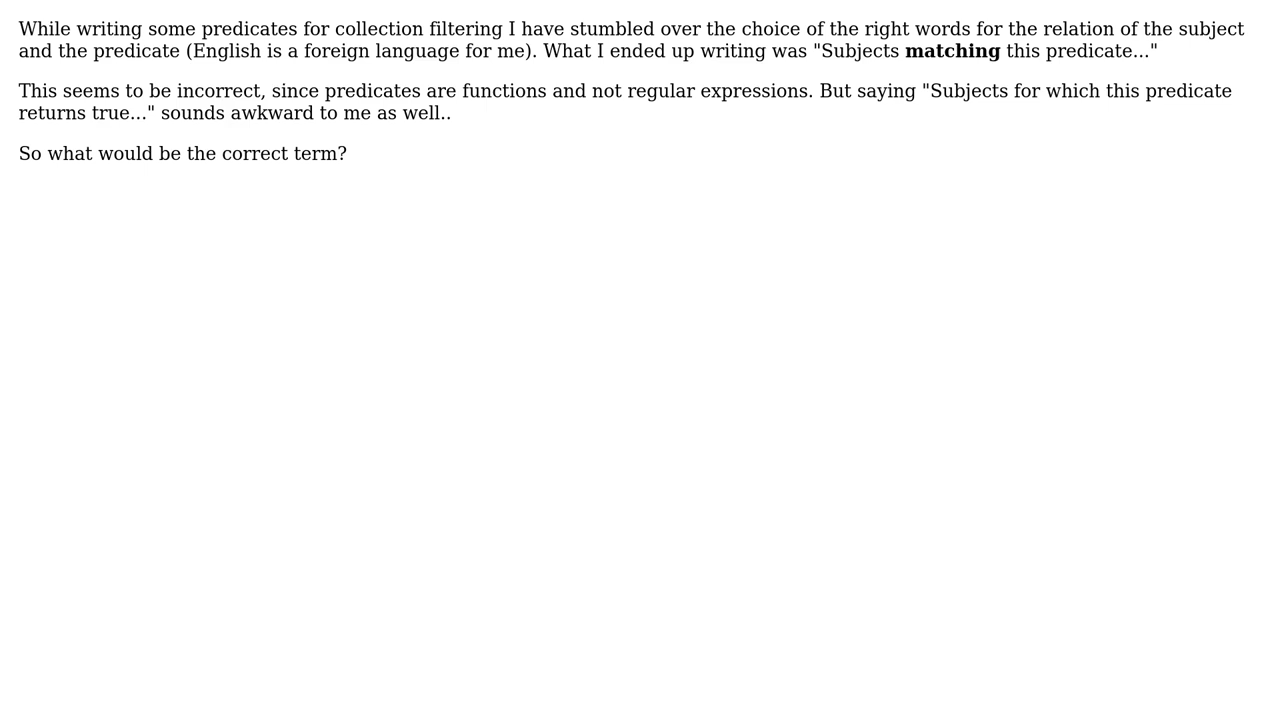 While writing some predicates for collection filtering I have stumbled over the choice of the right words for the relation of the subject
and the predicate (English is a foreign language for me). What I ended up writing was "Subjects matching this predicate..."
This seems to be incorrect, since predicates are functions and not regular expressions. But saying "Subjects for which this predicate
returns true..." sounds awkward to me as well..
So what would be the correct term?